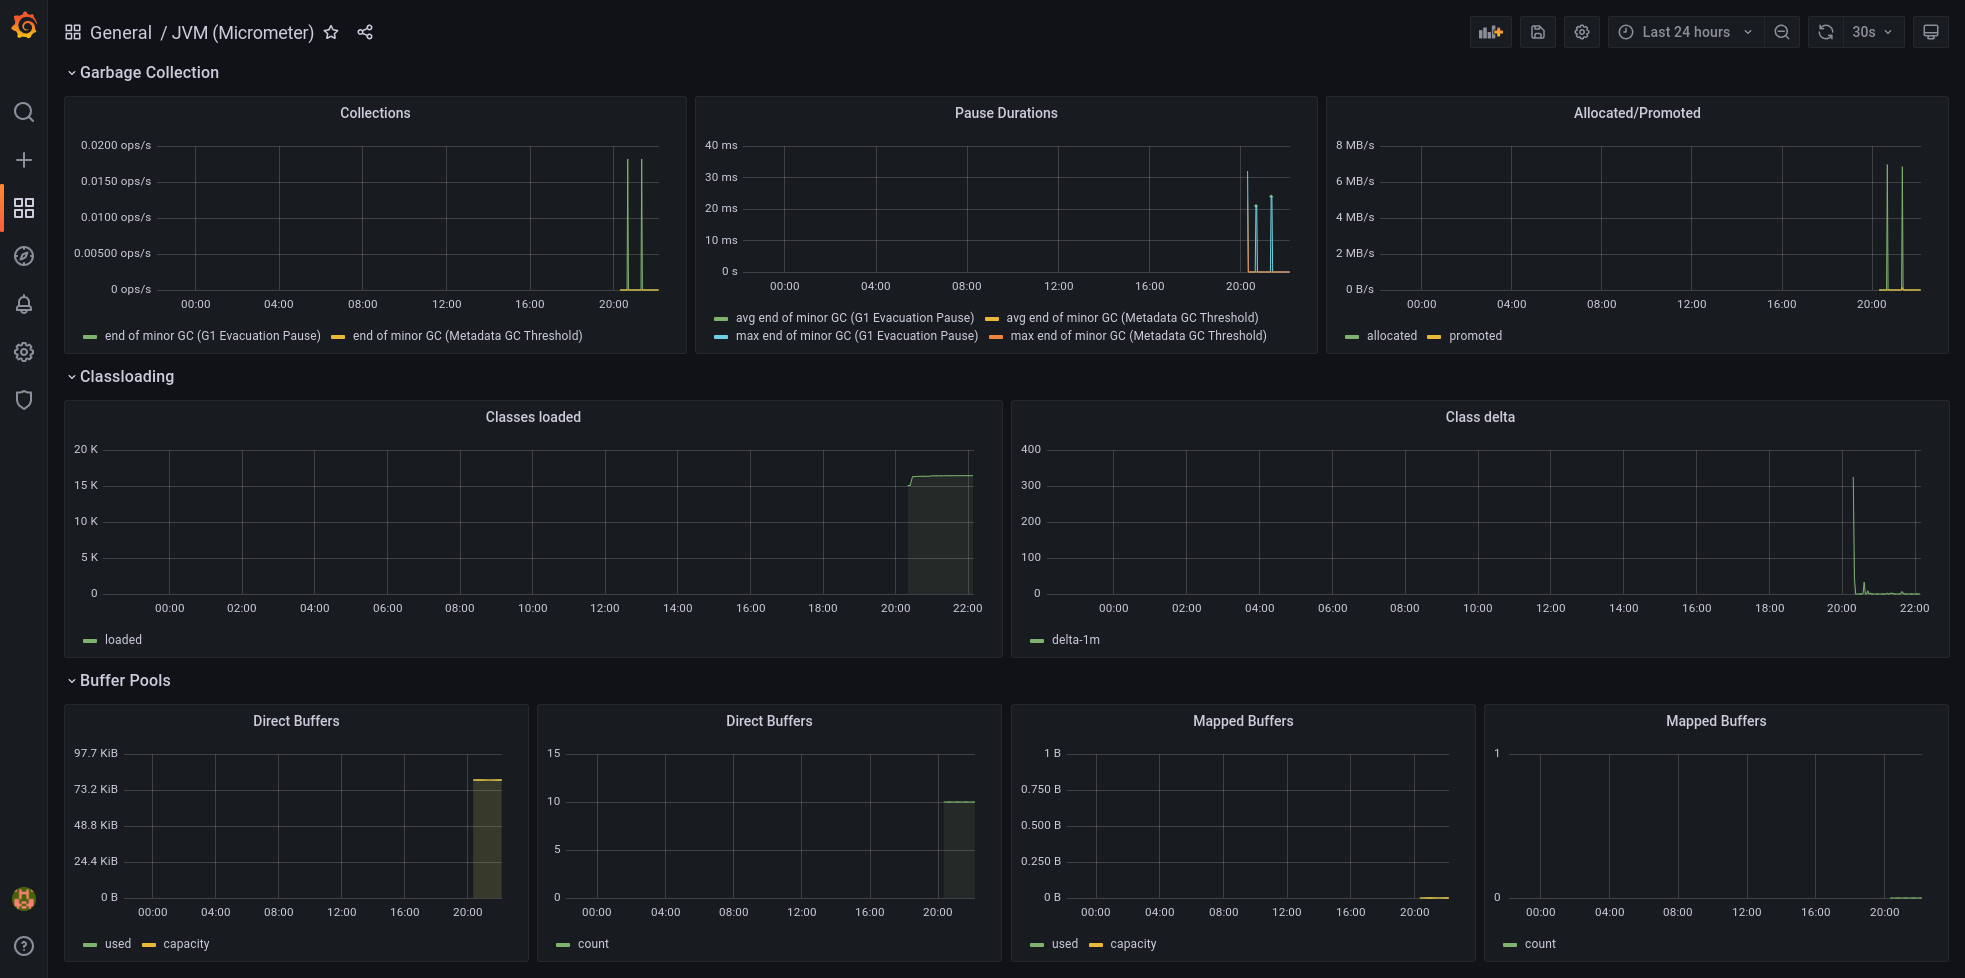 General / JVM (Micrometer)
Last 24 hours
30s
Garbage Collection
Collections
0.0200 ops/s
0.0150 ops/s
0.0100 ops/s
0.00500 ops/s
0 ops/s
00:00 04:00 08:00 12:00 16:00 20:00
end of minor GC (G1 Evacuation Pause) end of minor GC (Metadata GC Threshold)
Pause Durations
40 ms
30 ms
20 ms
10 ms
0 s
00:00 04:00 08:00 12:00 16:00 20:00
avg end of minor GC (G1 Evacuation Pause) avg end of minor GC (Metadata GC Threshold)
max end of minor GC (G1 Evacuation Pause) max end of minor GC (Metadata GC Threshold)
Allocated/Promoted
8 MB/s
6 MB/s
4 MB/s
2 MB/s
0 B/s
00:00 04:00 08:00 12:00 16:00 20:00
allocated promoted
Classloading
Classes loaded
20 K
15 K
10 K
5 K
0
00:00 02:00 04:00 06:00 08:00 10:00 12:00 14:00 16:00 18:00 20:00 22:00
loaded
Class delta
400
300
200
100
0
00:00 02:00 04:00 06:00 08:00 10:00 12:00 14:00 16:00 18:00 20:00 22:00
delta-1m
Buffer Pools
Direct Buffers
97.7 KiB
73.2 KiB
48.8 KiB
24.4 KiB
0 B
00:00 04:00 08:00 12:00 16:00 20:00
used capacity
Direct Buffers
15
10
5
0
00:00 04:00 08:00 12:00 16:00 20:00
count
Mapped Buffers
1 B
0.750 B
0.500 B
0.250 B
0 B
00:00 04:00 08:00 12:00 16:00 20:00
used capacity
Mapped Buffers
1
0
00:00 04:00 08:00 12:00 16:00 20:00
count